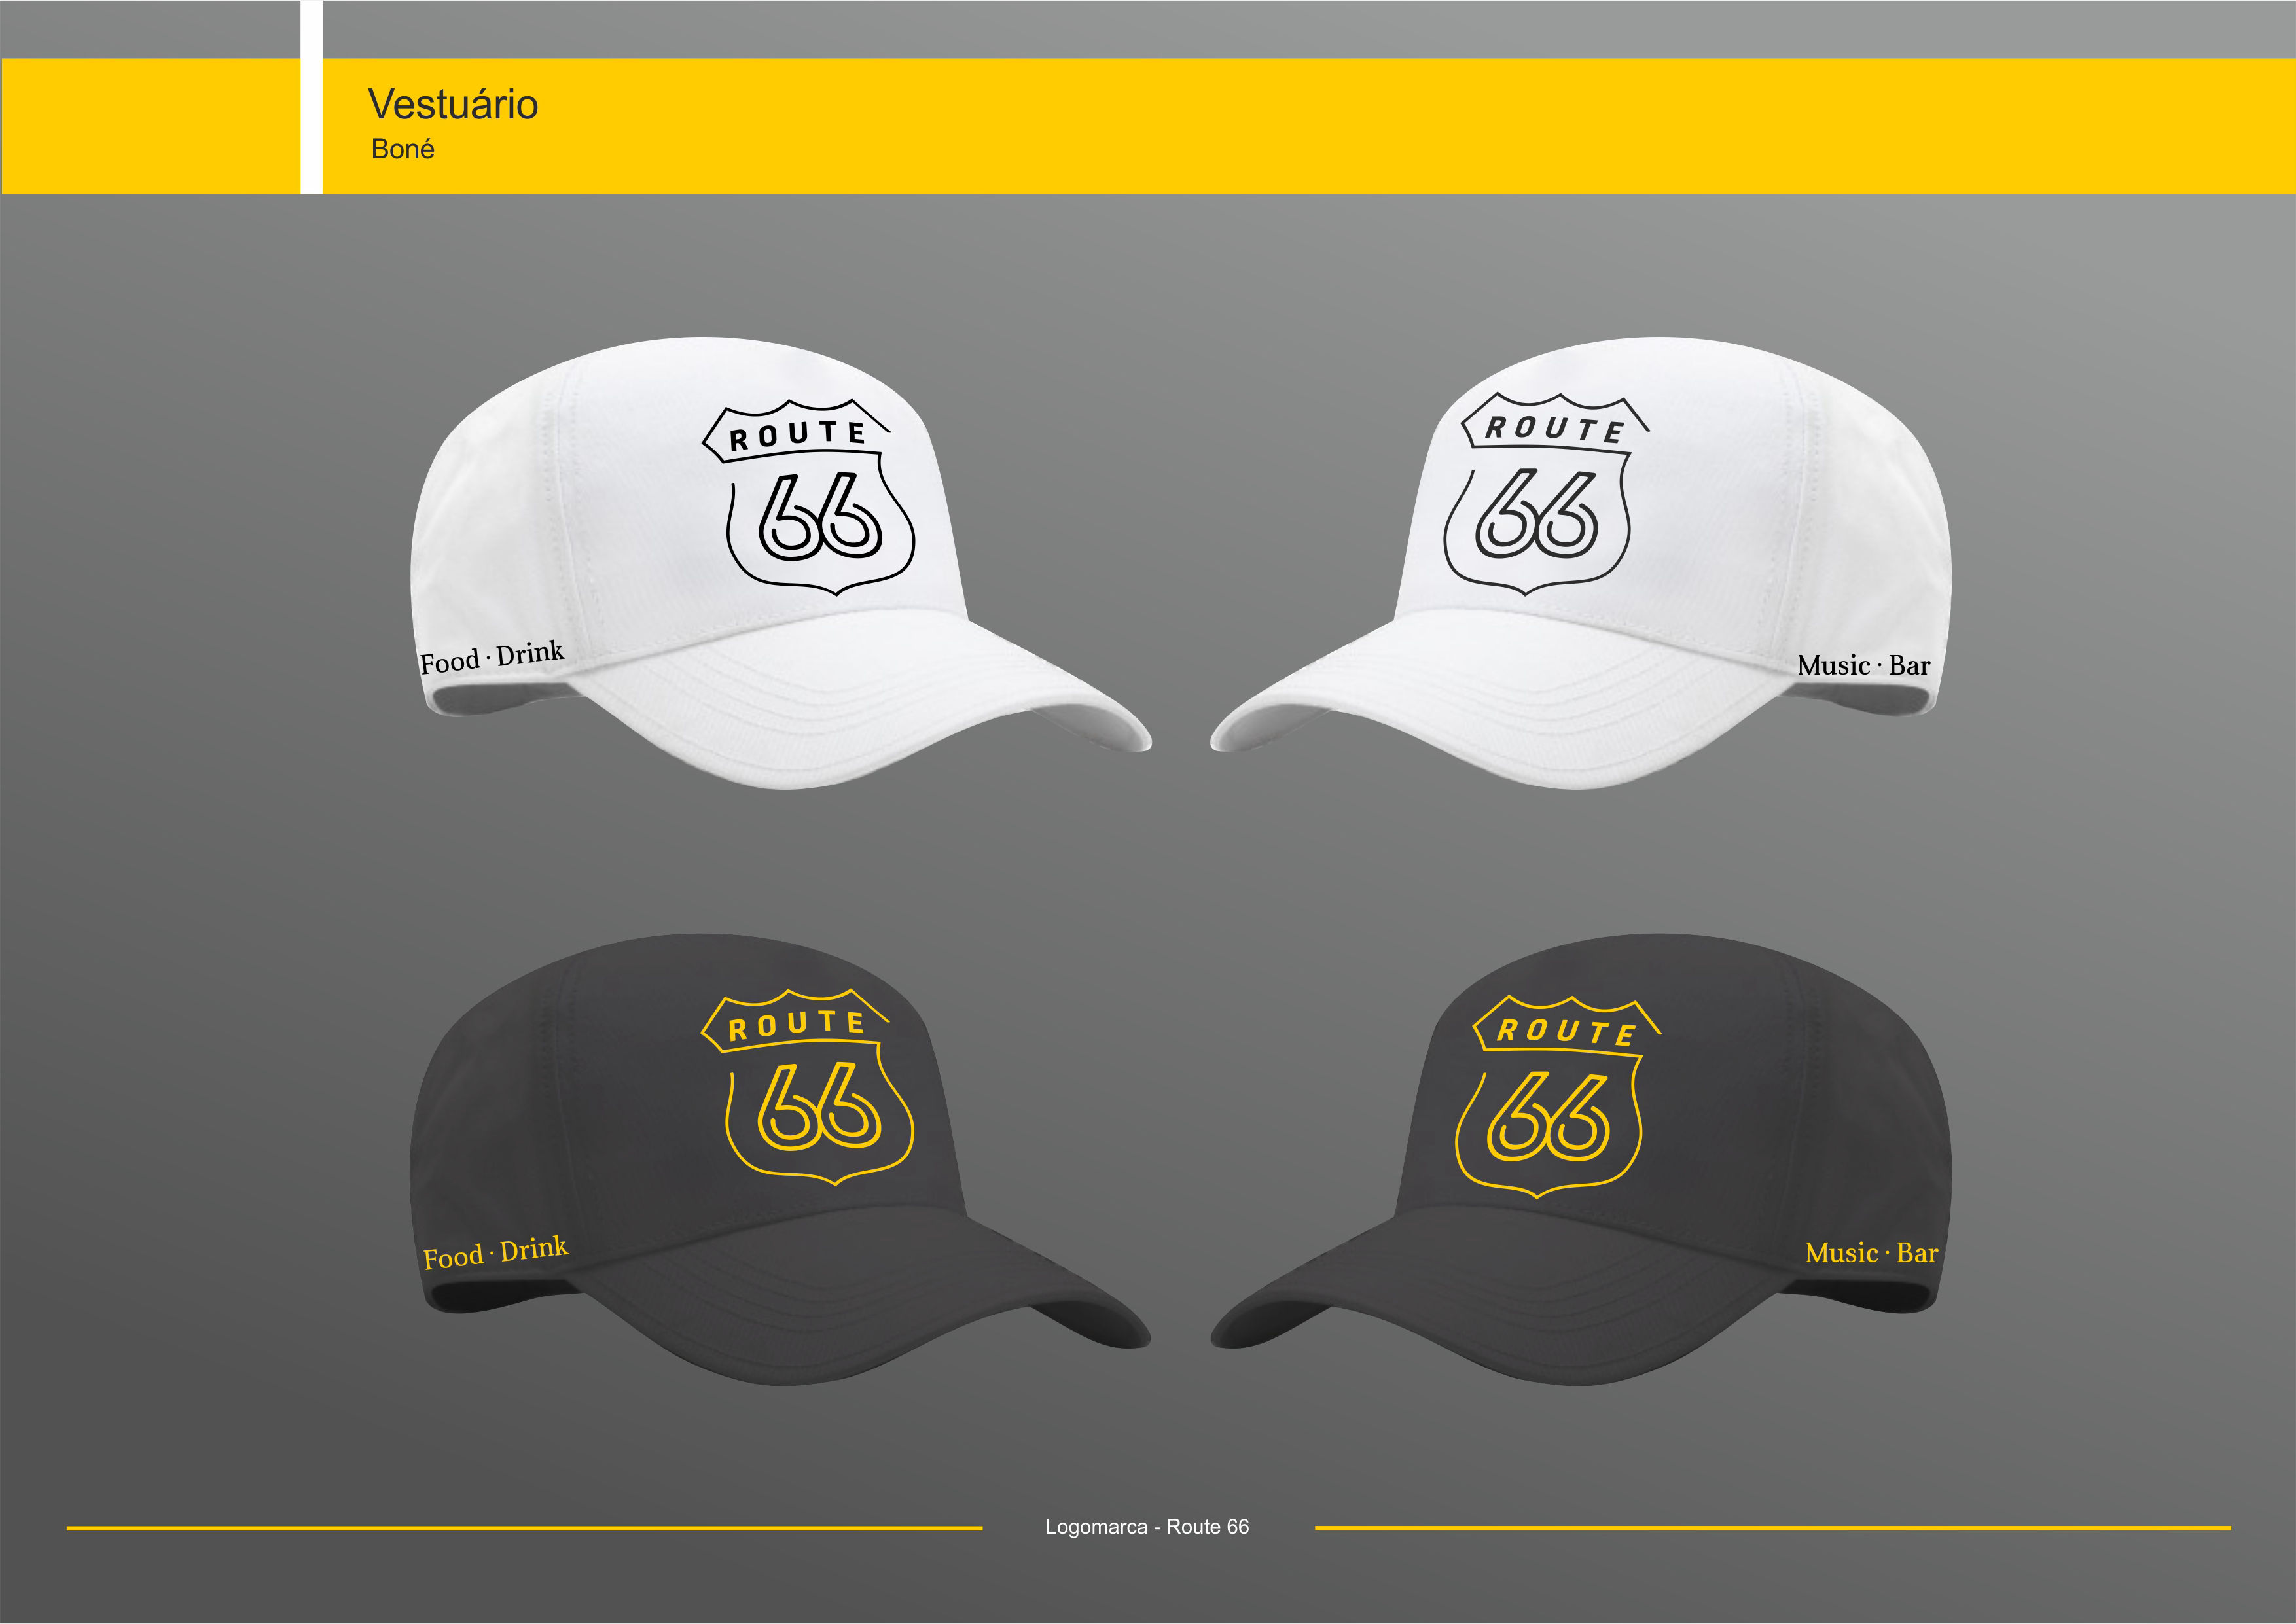 Vestuário
Boné
ROUTE
66
Food · Drink
ROUTE
66
Music · Bar
ROUTE
66
Food · Drink
ROUTE
66
Music · Bar
Logomarca - Route 66